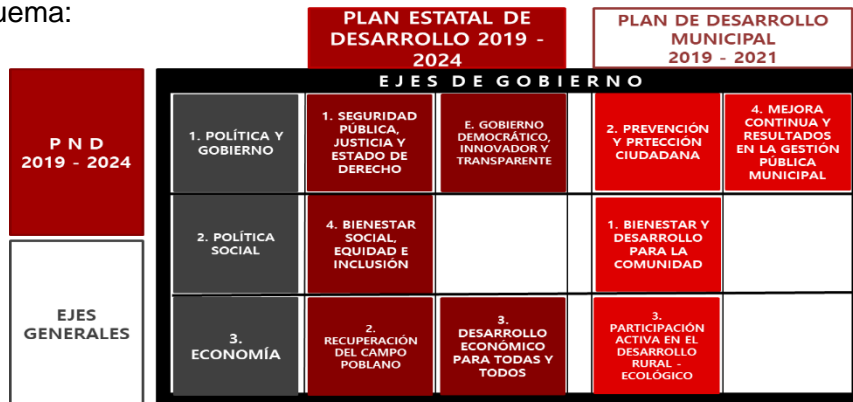 uema:
PLAN ESTATAL DE
DESARROLLO 2019 -
2024
PLAN DE DESARROLLO
MUNICIPAL
2019 - 2021
EJES DE GOBIERNO
P N D
2019 - 2024
1. POLÍTICA Y
GOBIERNO
1. SEGURIDAD
PÚBLICA,
JUSTICIA Y
ESTADO DE
DERECHO
E. GOBIERNO
DEMOCRÁTICO,
INNOVADOR Y
TRANSPARENTE
2. PREVENCIÓN
Y PRTECCIÓN
CIUDADANA
4. MEJORA
CONTINUA Y
RESULTADOS
EN LA GESTIÓN
PÚBLICA
MUNICIPAL
2. POLÍTICA
SOCIAL
4. BIENESTAR
SOCIAL,
EQUIDAD E
INCLUSIÓN
1. BIENESTAR Y
DESARROLLO
PARA LA
COMUNIDAD
EJES
GENERALES
3.
ECONOMÍA
2.
RECUPERACIÓN
DEL CAMPO
POBLANO
3.
DESARROLLO
ECONÓMICO
PARA TODAS Y
TODOS
3.
PARTICIPACIÓN
ACTIVA EN EL
DESARROLLO
RURAL -
ECOLÓGICO